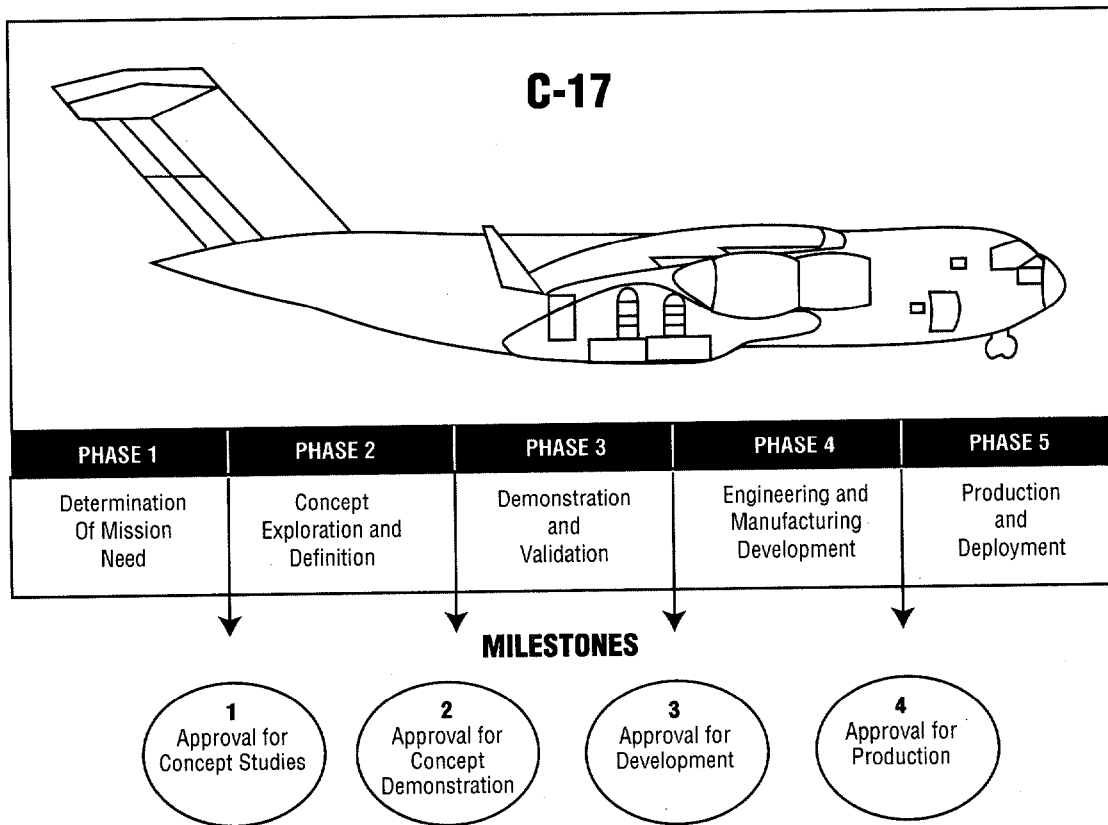 C-17
PHASE 1
PHASE 2
PHASE 3
PHASE 4
PHASE 5
Determination
Of Mission
Need
Concept
Exploration and
Definition
Demonstration
and
Validation
Engineering and
Manufacturing
Development
Production
and
Deployment
MILESTONES
1
Approval for
Concept Studies
2
Approval for
Concept
Demonstration
3
Approval for
Development
4
Approval for
Production